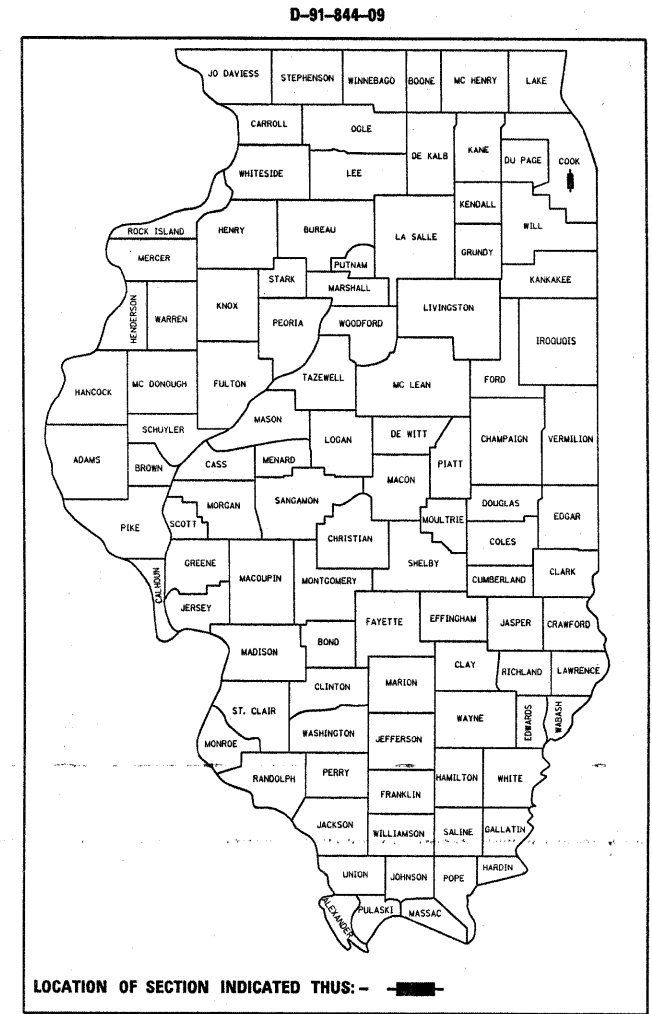 D-91-844-09
JO DAVIESS STEPHENSON WINNEBAGO BOONE MC HENRY LAKE
CARROLL OGLE DE KALB KANE DU PAGE COOK
WHITESIDE LEE
KENDALL
ROCK ISLAND HENRY BUREAU LA SALLE WILL
MERCER PUTNAM GRUNDY
STARK MARSHALL KANKAKEE
HENDERSON WARREN KNOX PEORIA WOODFORD LIVINGSTON IROQUOIS
HANCOCK MC DONOUGH FULTON TAZEWELL MC LEAN FORD
SCHUYLER MASON LOGAN DE WITT CHAMPAIGN VERMILION
ADAMS BROWN CASS MENARD MACON PIATT
PIKE SCOTT MORGAN SANGAMON CHRISTIAN MOULTRIE DOUGLAS EDGAR
COLES
CALHOUN GREENE MACOUPIN MONTGOMERY SHELBY CUMBERLAND CLARK
JERSEY FAYETTE EFFINGHAM JASPER CRAWFORD
MADISON BOND
CLINTON MARION CLAY RICHLAND LAWRENCE
ST. CLAIR WAYNE EDWARDS WABASH
MONROE WASHINGTON JEFFERSON
RANDOLPH PERRY FRANKLIN HAMILTON WHITE
JACKSON WILLIAMSON SALINE GALLATIN
UNION JOHNSON POPE HARDIN
ALEXANDER PULASKI MASSAC
LOCATION OF SECTION INDICATED THUS: -